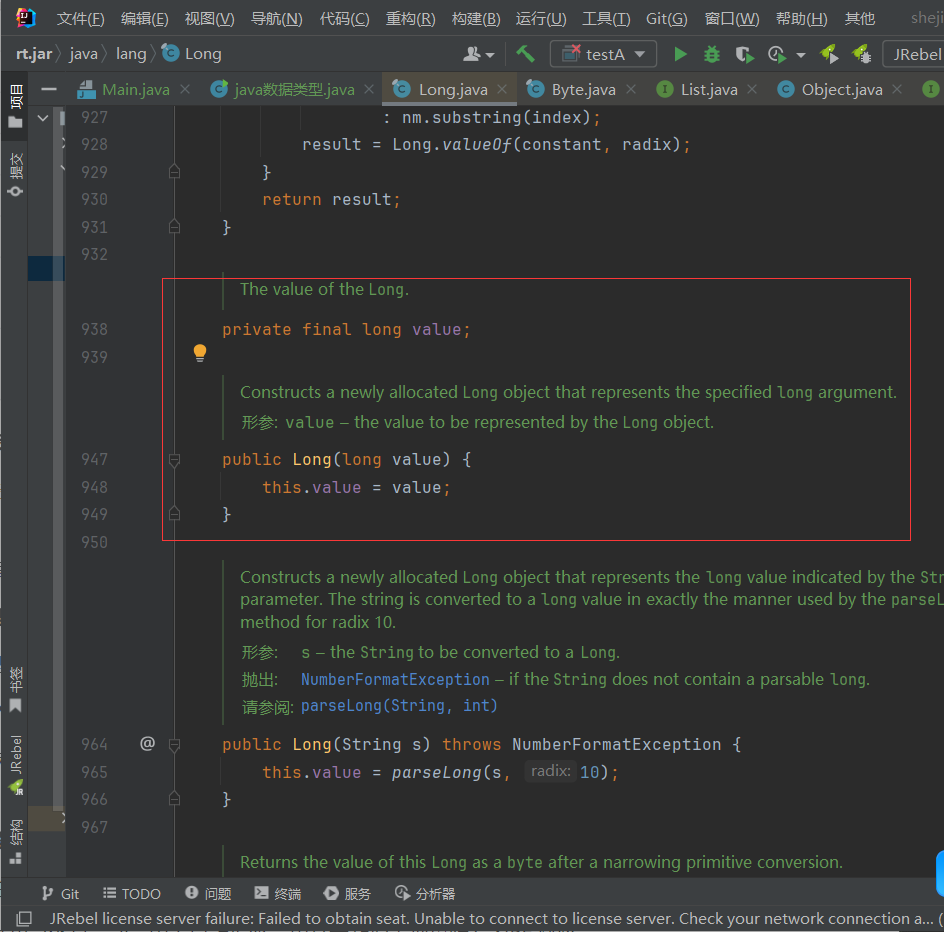 文件(F) 编辑(E) 视图(V) 导航(N) 代码(C) 重构(R) 构建(B) 运行(U) 工具(T) Git(G) 窗口(W) 帮助(H) 其他 sheji
rt.jar java lang C Long testA JRebel
Main.java java数据类型.java Long.java Byte.java List.java Object.java
项目
提交
927 : nm.substring(index);
928 result = Long.valueOf(constant, radix);
929 }
930 return result;
931 }
932
The value of the Long.
938 private final long value;
939
Constructs a newly allocated Long object that represents the specified long argument.
形参: value – the value to be represented by the Long object.
947 public Long(long value) {
948 this.value = value;
949 }
950
Constructs a newly allocated Long object that represents the long value indicated by the Str
parameter. The string is converted to a long value in exactly the manner used by the parseL
method for radix 10.
形参: s – the String to be converted to a Long.
抛出: NumberFormatException – if the String does not contain a parsable long.
请参阅: parseLong(String, int)
964 @ public Long(String s) throws NumberFormatException {
965 this.value = parseLong(s, radix: 10);
966 }
967
Returns the value of this Long as a byte after a narrowing primitive conversion.
书签
JRebel
结构
Git TODO 问题 终端 服务 分析器
JRebel license server failure: Failed to obtain seat. Unable to connect to license server. Check your network connection a... (